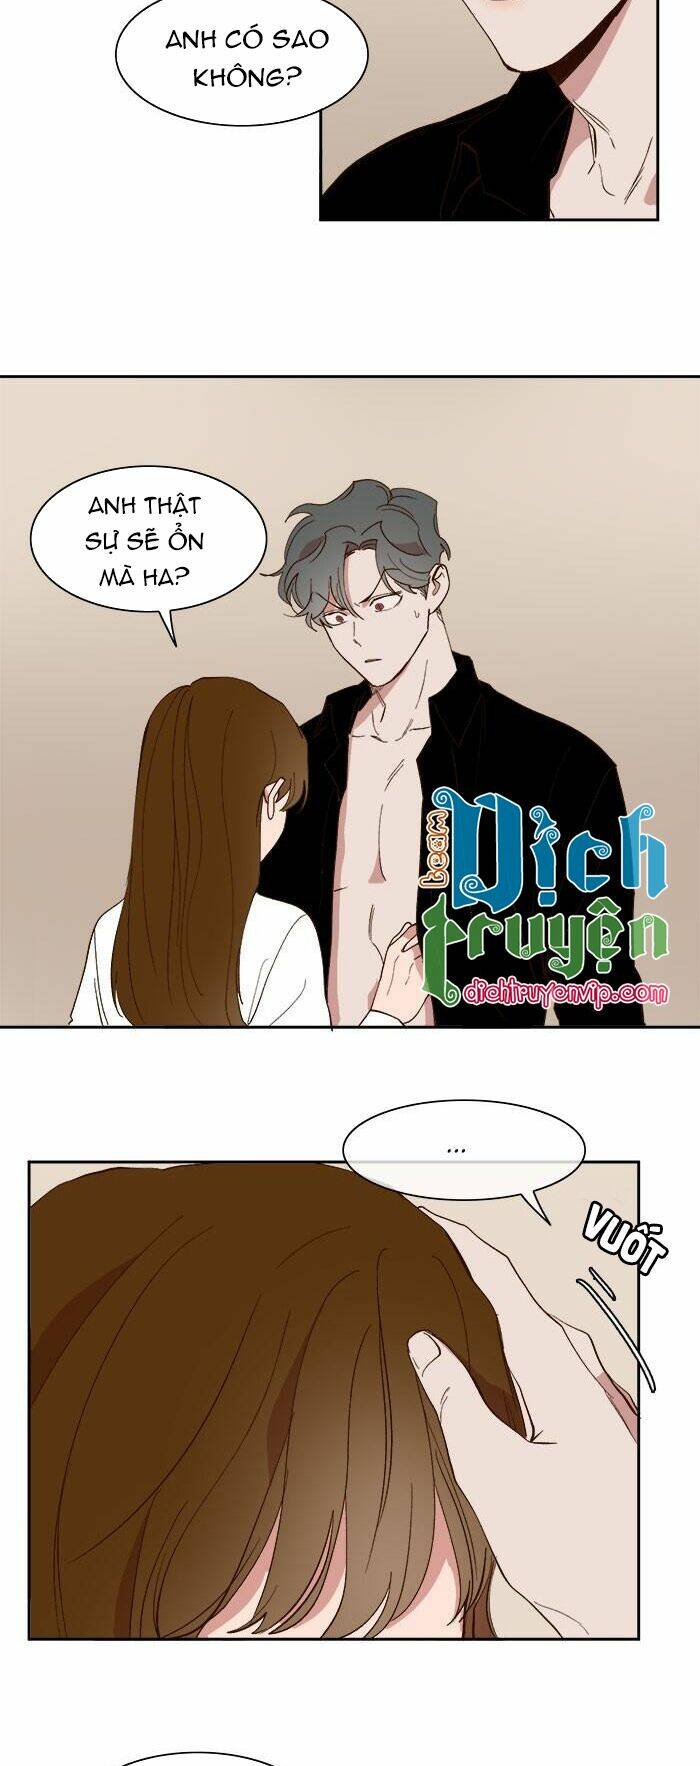 ANH CÓ SAO
KHÔNG?
ANH THẬT
SỰ SẼ ỔN
MÀ HA?
team
Dịch
truyện
dichtruyenvip.com
...
VUỐT